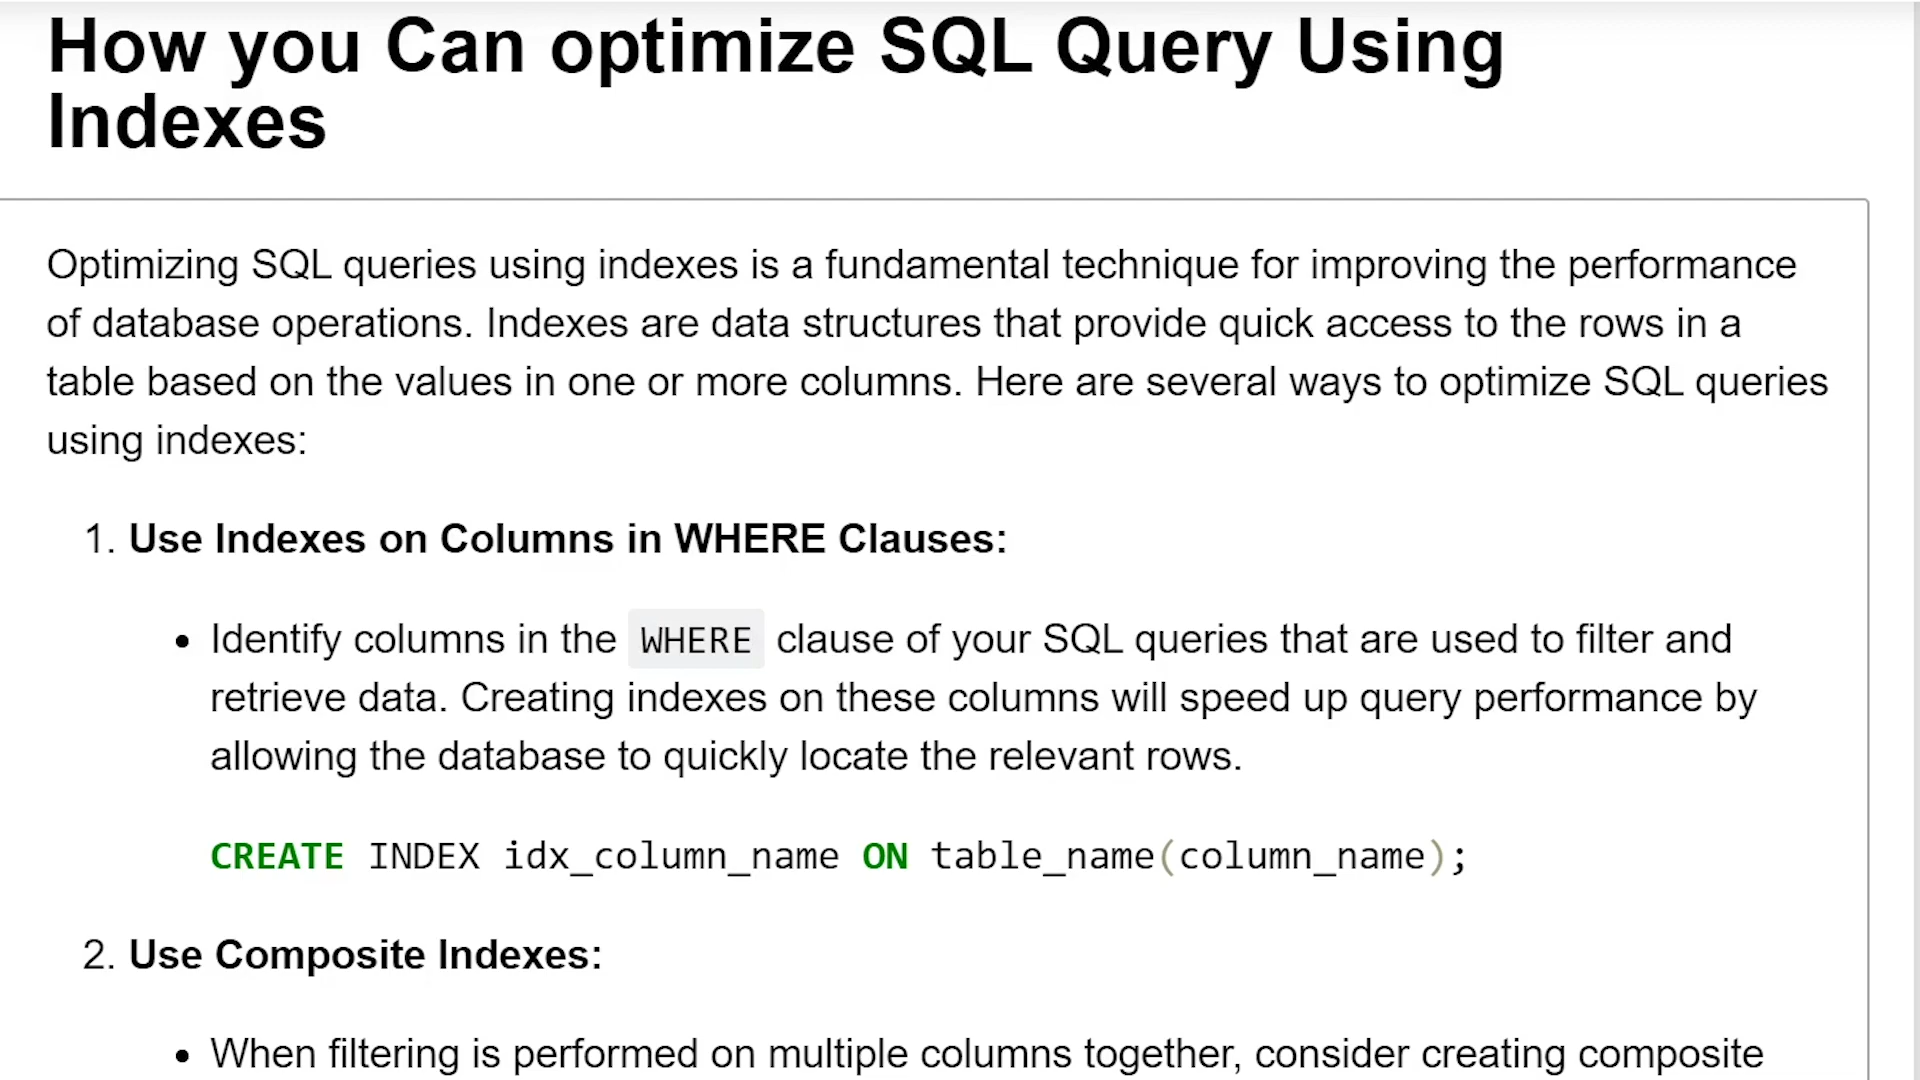 How you Can optimize SQL Query Using
Indexes
Optimizing SQL queries using indexes is a fundamental technique for improving the performance
of database operations. Indexes are data structures that provide quick access to the rows in a
table based on the values in one or more columns. Here are several ways to optimize SQL queries
using indexes:
1. Use Indexes on Columns in WHERE Clauses:
• Identify columns in the WHERE clause of your SQL queries that are used to filter and
retrieve data. Creating indexes on these columns will speed up query performance by
allowing the database to quickly locate the relevant rows.
CREATE INDEX idx_column_name ON table_name(column_name);
2. Use Composite Indexes:
• When filtering is performed on multiple columns together, consider creating composite